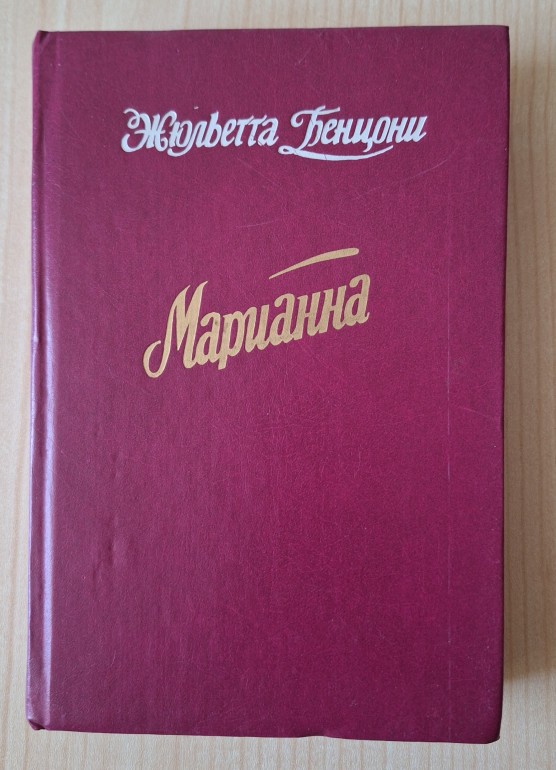 Жюльетта Бенцони
Марианна